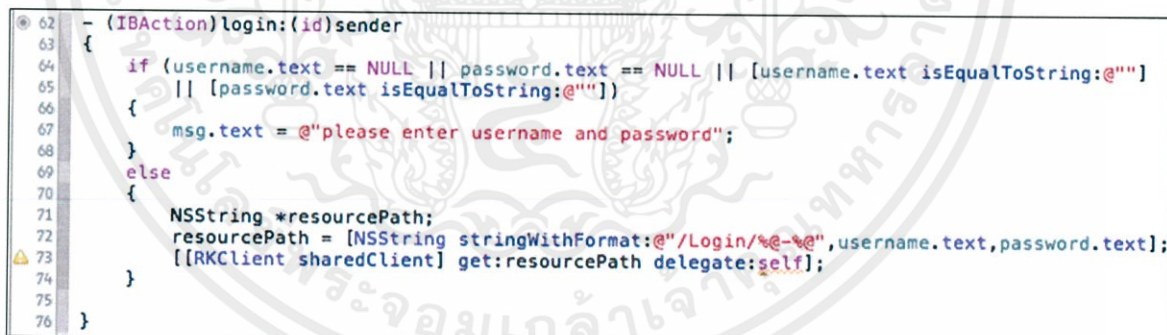 62 - (IBAction)login:(id)sender
63 {
64 if (username.text == NULL || password.text == NULL || [username.text isEqualToString:@""]
65 || [password.text isEqualToString:@""])
66 {
67 msg.text = @"please enter username and password";
68 }
69 else
70 {
71 NSString *resourcePath;
72 resourcePath = [NSString stringWithFormat:@"/Login/%@-%@",username.text,password.text];
73 [[RKClient sharedClient] get:resourcePath delegate:self];
74 }
75
76 }